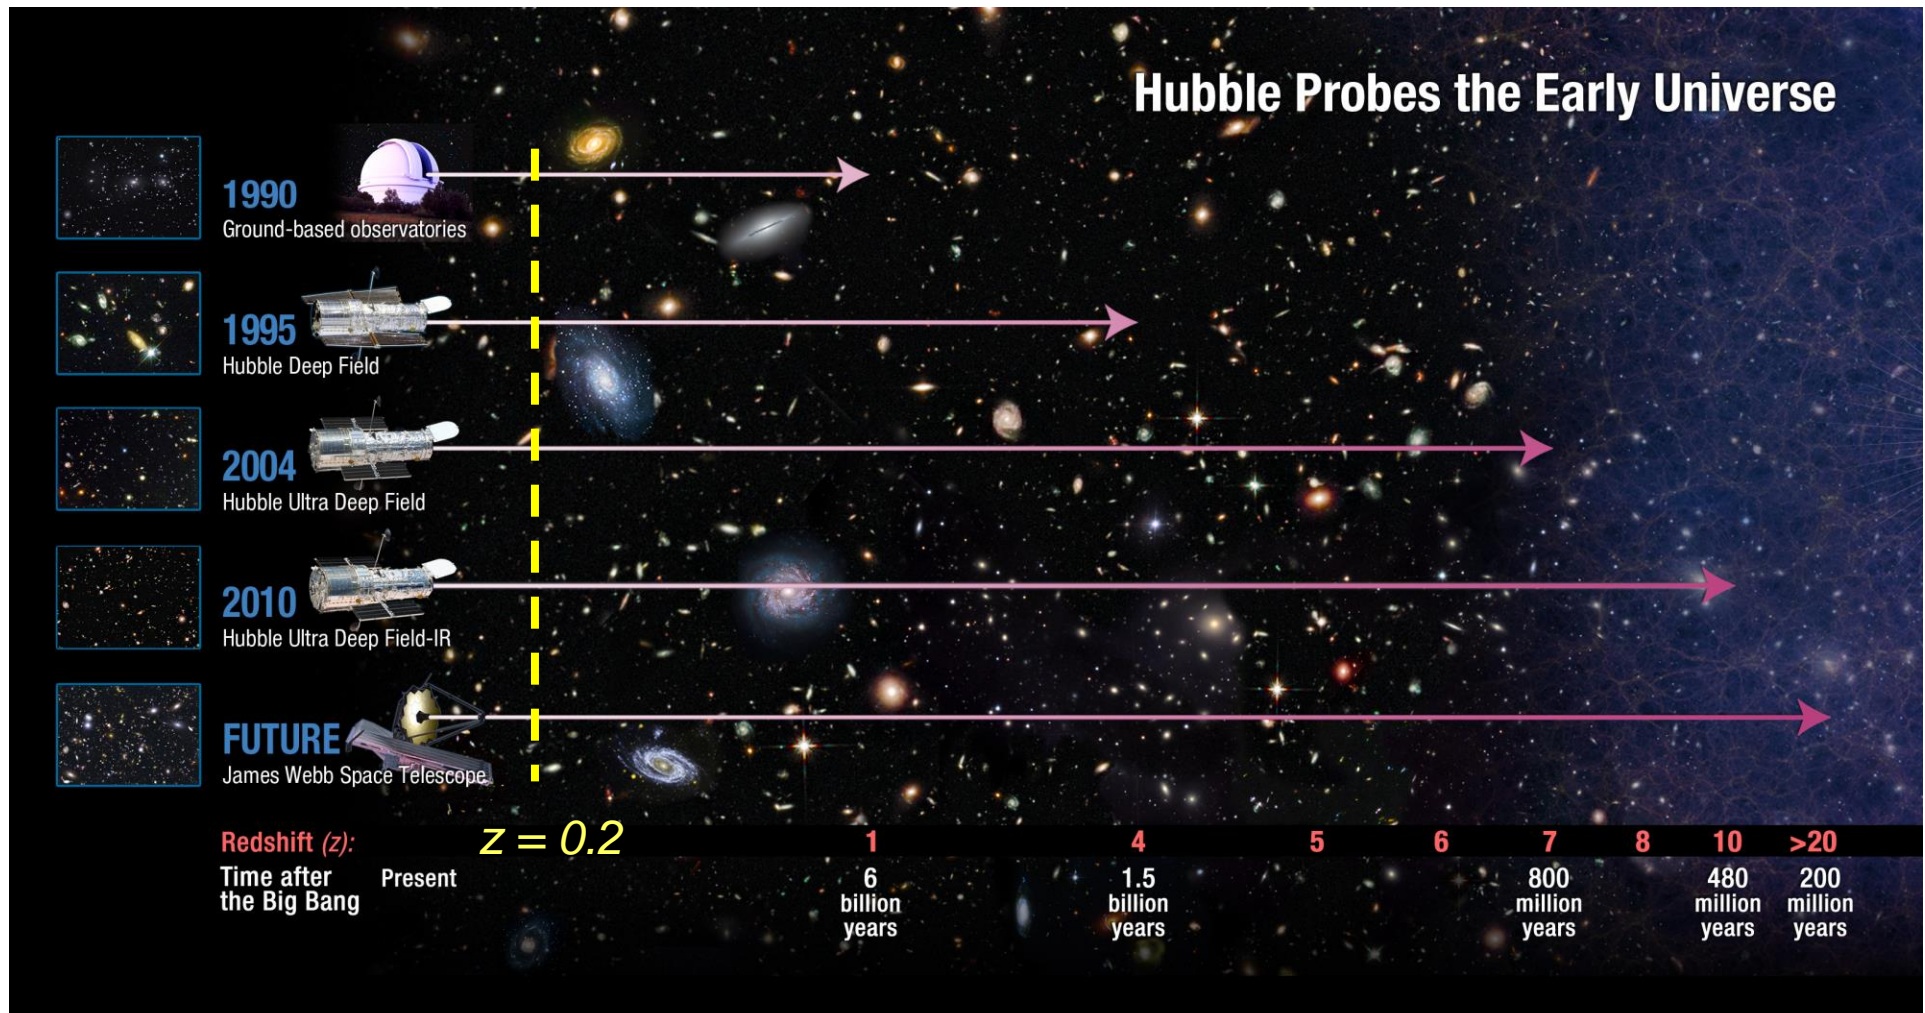 Hubble Probes the Early Universe
1990
Ground-based observatories
1995
Hubble Deep Field
2004
Hubble Ultra Deep Field
2010
Hubble Ultra Deep Field-IR
FUTURE
James Webb Space Telescope
z = 0.2
Redshift (z): 1 4 5 6 7 8 10 >20
Time after
the Big Bang
Present
6
billion
years
1.5
billion
years
800
million
years
480
million
years
200
million
years